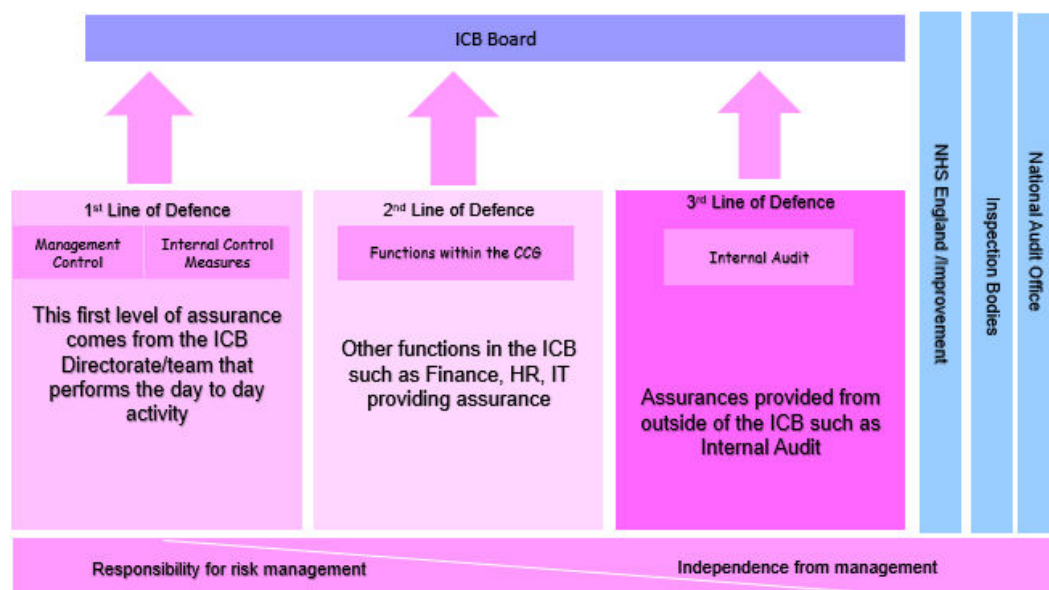 ICB Board
1st Line of Defence
Management
Control
Internal Control
Measures
This first level of assurance
comes from the ICB
Directorate/team that
performs the day to day
activity
2nd Line of Defence
Functions within the CCG
Other functions in the ICB
such as Finance, HR, IT
providing assurance
3rd Line of Defence
Internal Audit
Assurances provided from
outside of the ICB such as
Internal Audit
NHS England /Improvement
Inspection Bodies
National Audit Office
Responsibility for risk management
Independence from management